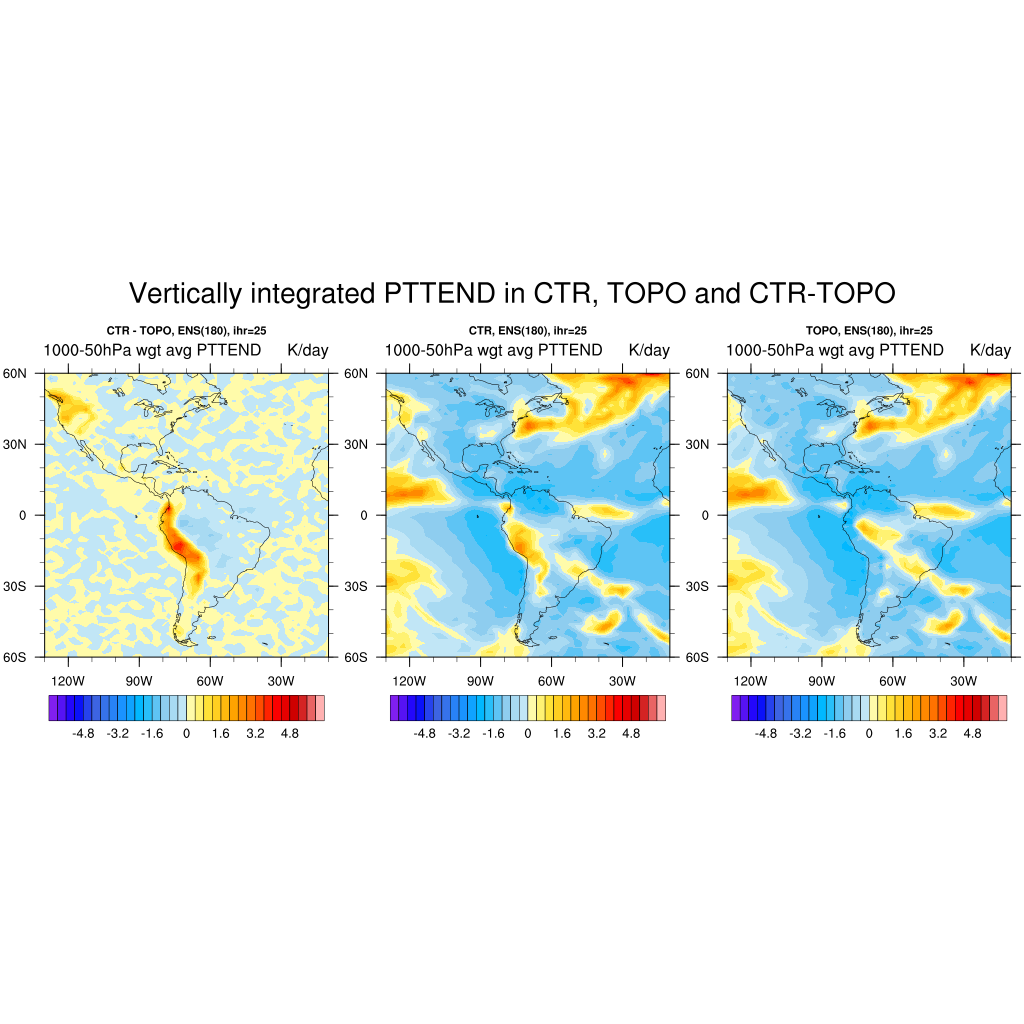 Vertically integrated PTTEND in CTR, TOPO and CTR-TOPO
CTR - TOPO, ENS(180), ihr=25
1000-50hPa wgt avg PTTEND K/day
60N
30N
0
30S
60S
120W 90W 60W 30W
-4.8 -3.2 -1.6 0 1.6 3.2 4.8
CTR, ENS(180), ihr=25
1000-50hPa wgt avg PTTEND K/day
60N
30N
0
30S
60S
120W 90W 60W 30W
-4.8 -3.2 -1.6 0 1.6 3.2 4.8
TOPO, ENS(180), ihr=25
1000-50hPa wgt avg PTTEND K/day
60N
30N
0
30S
60S
120W 90W 60W 30W
-4.8 -3.2 -1.6 0 1.6 3.2 4.8